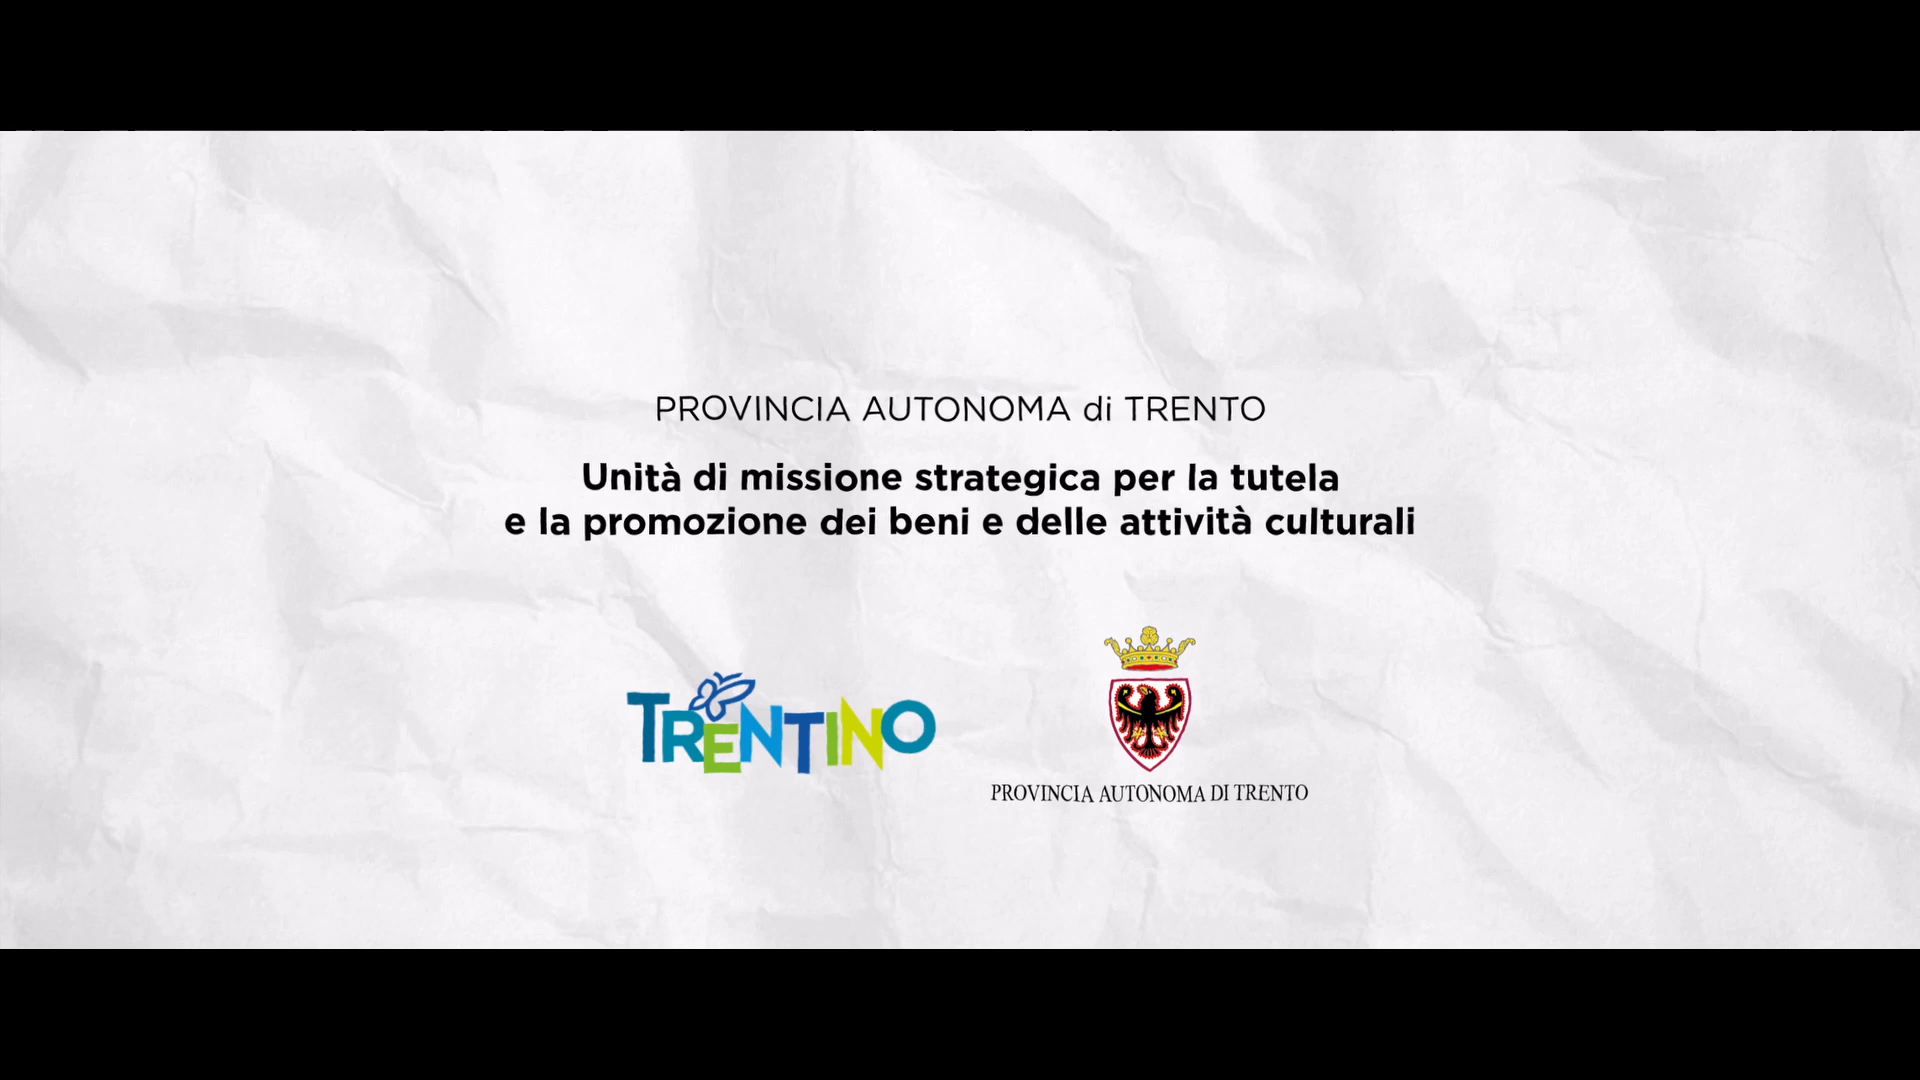 PROVINCIA AUTONOMA di TRENTO
Unità di missione strategica per la tutela
e la promozione dei beni e delle attività culturali
TRENTINO
PROVINCIA AUTONOMA DI TRENTO